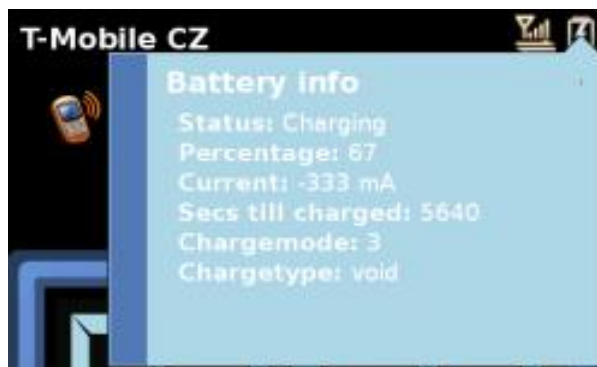 T-Mobile CZ
Battery info
Status: Charging
Percentage: 67
Current: -333 mA
Secs till charged: 5640
Chargemode: 3
Chargetype: void